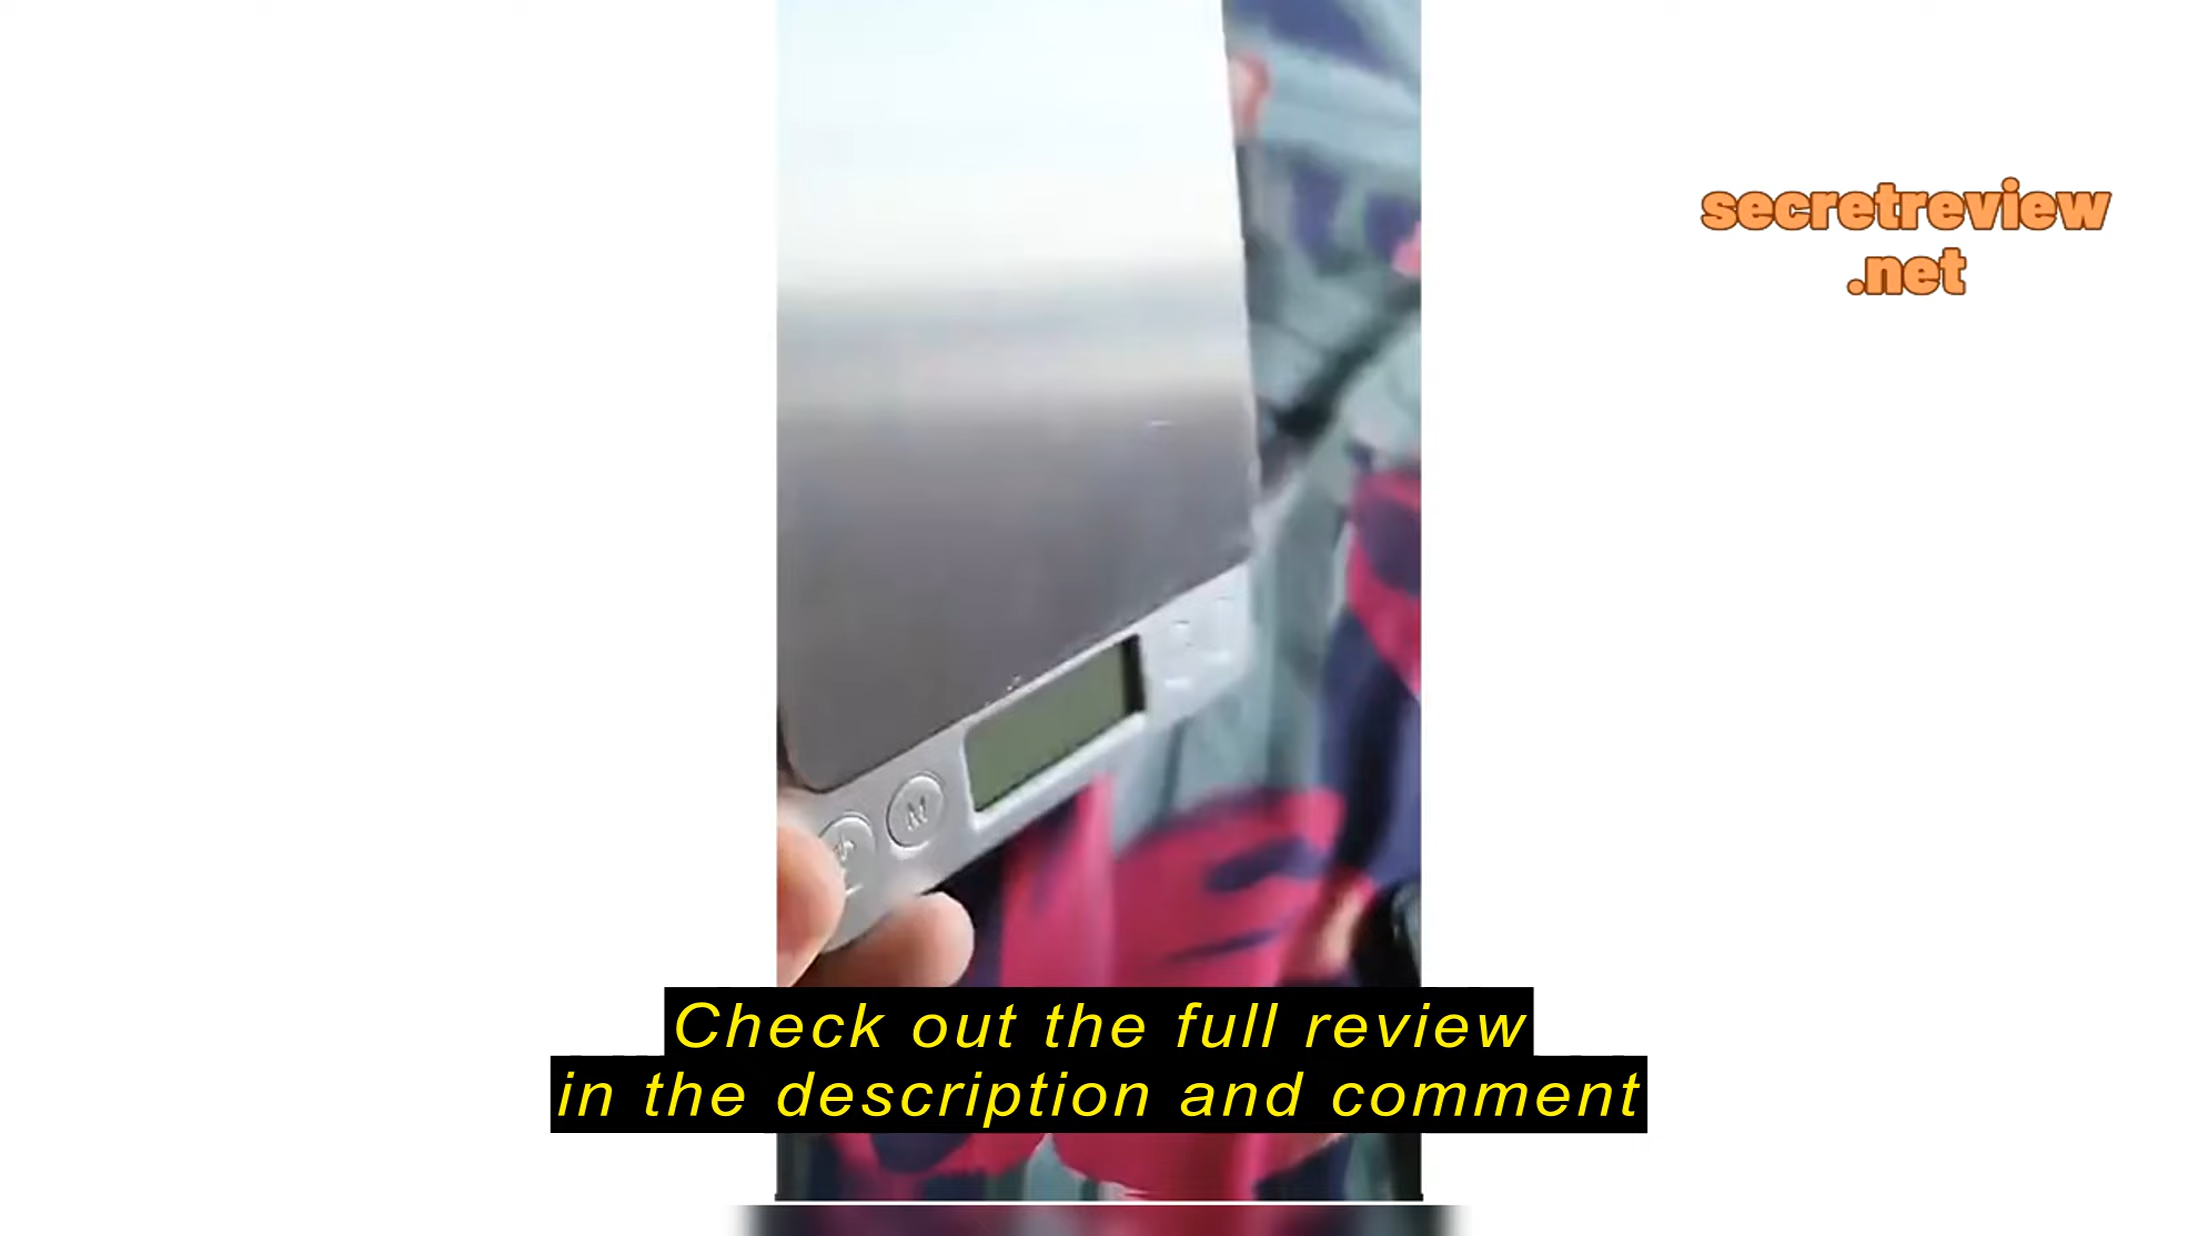 secretreview
.net
M
Check out the full review
in the description and comment